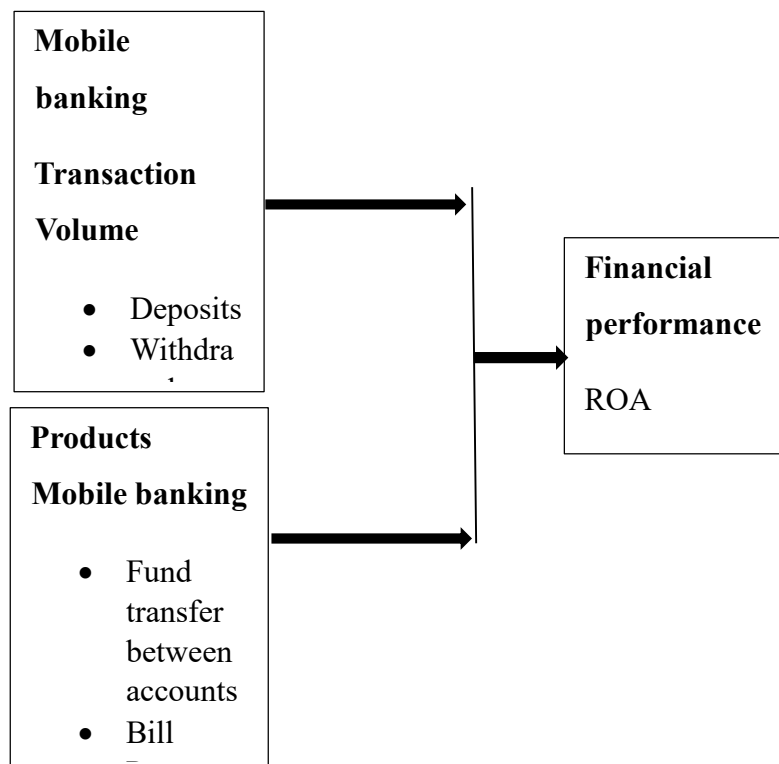 Mobile
banking
Transaction
Volume
• Deposits
• Withdra
Products
Mobile banking
• Fund
transfer
between
accounts
• Bill
Financial
performance
ROA